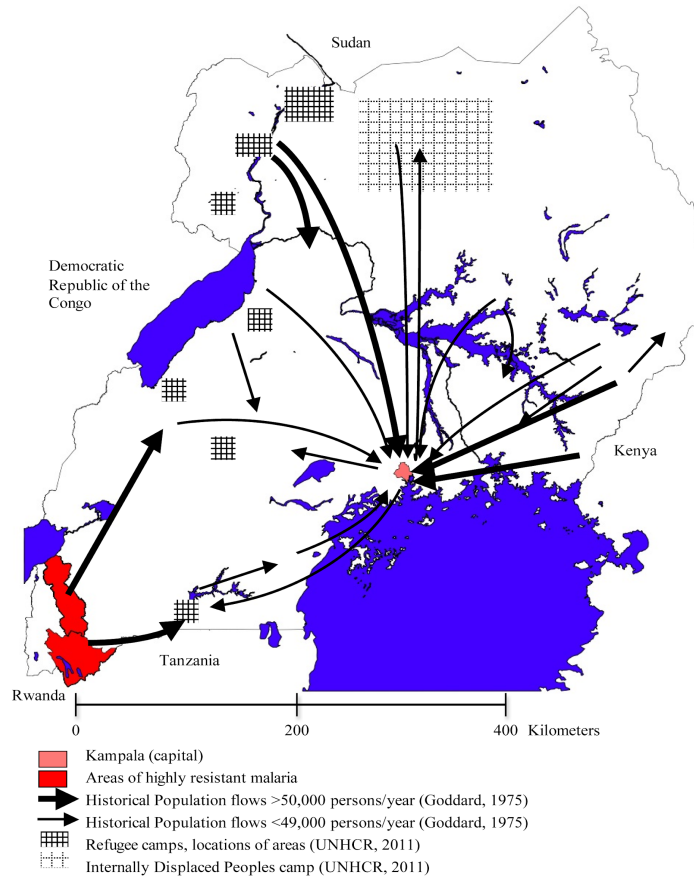 Sudan
Democratic
Republic of the
Congo
Kenya
Tanzania
Rwanda
0 200 400 Kilometers
Kampala (capital)
Areas of highly resistant malaria
Historical Population flows >50,000 persons/year (Goddard, 1975)
Historical Population flows <49,000 persons/year (Goddard, 1975)
Refugee camps, locations of areas (UNHCR, 2011)
Internally Displaced Peoples camp (UNHCR, 2011)